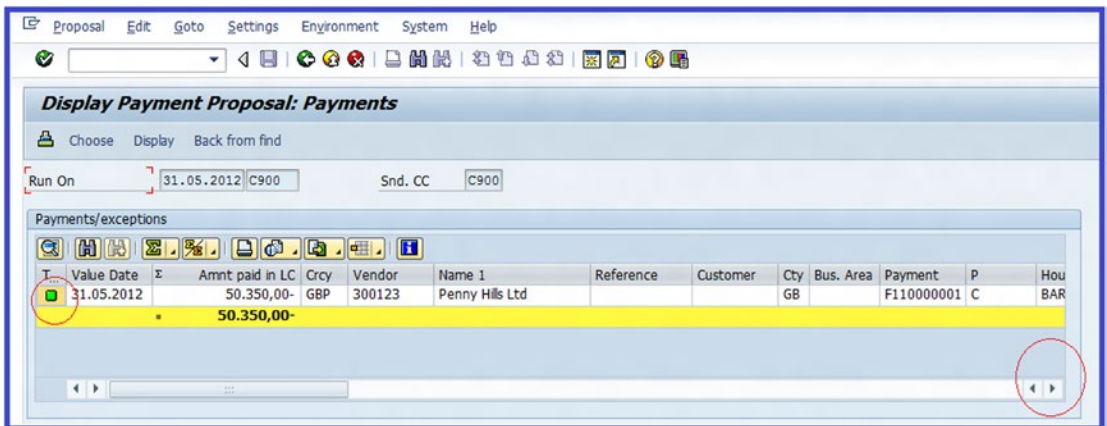 Proposal Edit Goto Settings Environment System Help
Display Payment Proposal: Payments
Choose Display Back from find
Run On 31.05.2012 C900 Snd. CC C900
Payments/exceptions
T... Value Date Σ Amnt paid in LC Crcy Vendor Name 1 Reference Customer Cty Bus. Area Payment P Hou
31.05.2012 50.350,00- GBP 300123 Penny Hills Ltd GB F110000001 C BAR
50.350,00-